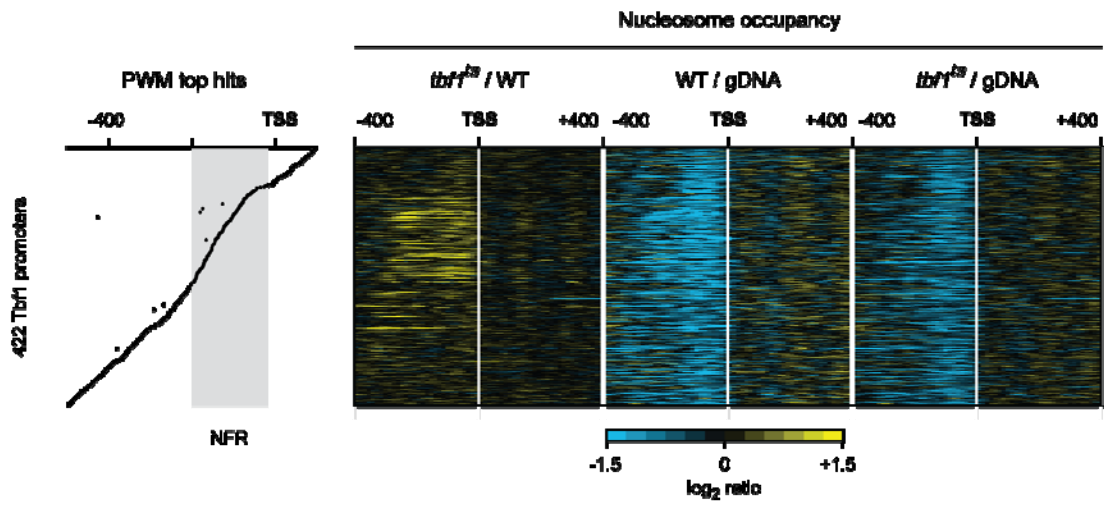 Nucleosome occupancy
PWM top hits
tbf1ts / WT
WT / gDNA
tbf1ts / gDNA
-400 TSS
-400 TSS +400
-400 TSS +400
-400 TSS +400
422 Tbf1 promoters
NFR
-1.5 0 +1.5
log2 ratio